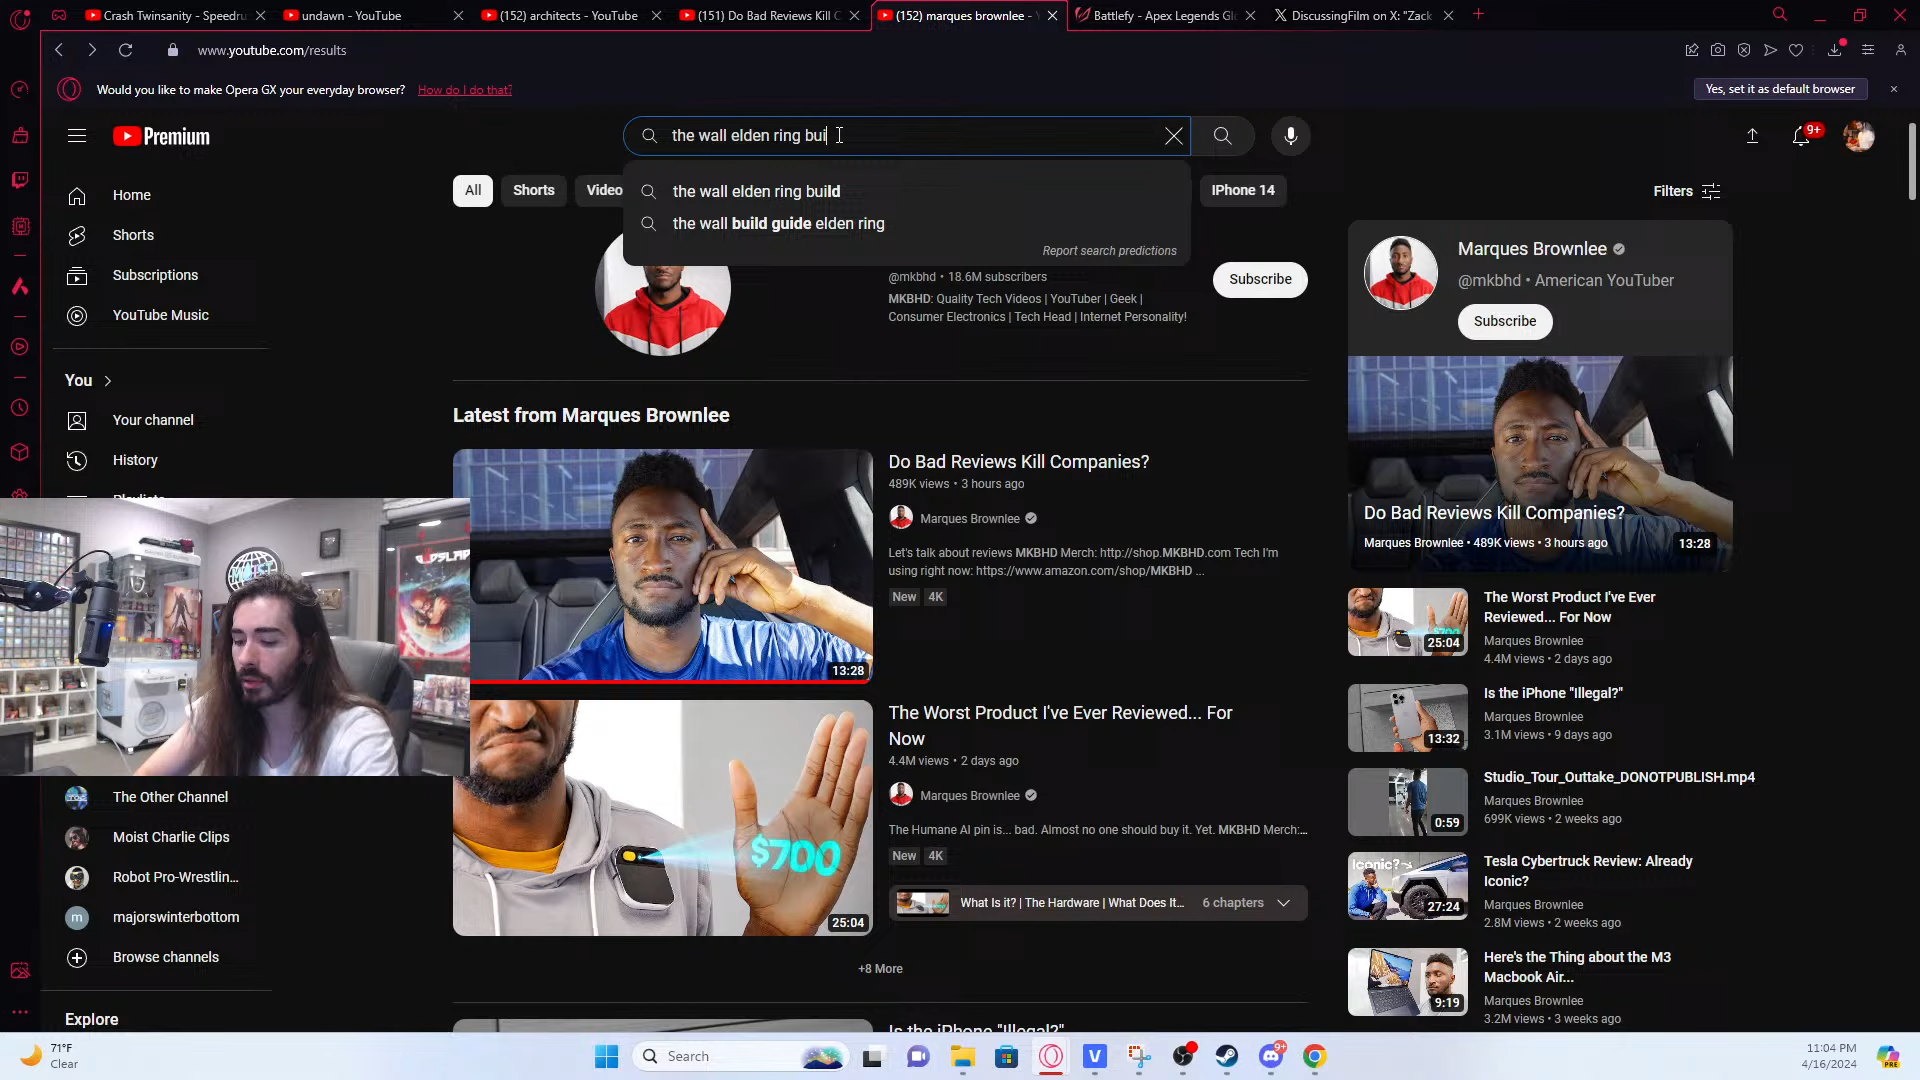 Crash Twinsanity - Speedru
undawn - YouTube
(152) architects - YouTube
(151) Do Bad Reviews Kill C
(152) marques brownlee - Y
Battlefy - Apex Legends Gl
DiscussingFilm on X: "Zack
www.youtube.com/results
Would you like to make Opera GX your everyday browser?
How do I do that?
Yes, set it as default browser
Premium
the wall elden ring bui
9+
the wall elden ring build
the wall build guide elden ring
Report search predictions
All
Shorts
Video
IPhone 14
Filters
Home
Shorts
Subscriptions
YouTube Music
You
Your channel
History
The Other Channel
Moist Charlie Clips
Robot Pro-Wrestlin...
m
majorswinterbottom
Browse channels
Explore
@mkbhd • 18.6M subscribers
MKBHD: Quality Tech Videos | YouTuber | Geek |
Consumer Electronics | Tech Head | Internet Personality!
Subscribe
Latest from Marques Brownlee
Do Bad Reviews Kill Companies?
489K views • 3 hours ago
Marques Brownlee
Let's talk about reviews MKBHD Merch: http://shop.MKBHD.com Tech I'm
using right now: https://www.amazon.com/shop/MKBHD ...
New
4K
13:28
The Worst Product I've Ever Reviewed... For
Now
4.4M views • 2 days ago
Marques Brownlee
The Humane AI pin is... bad. Almost no one should buy it. Yet. MKBHD Merch:...
New
4K
What Is it? | The Hardware | What Does It...
6 chapters
$700
25:04
+8 More
Is the iPhone "Illegal?"
Marques Brownlee
@mkbhd • American YouTuber
Subscribe
Do Bad Reviews Kill Companies?
Marques Brownlee • 489K views • 3 hours ago
13:28
The Worst Product I've Ever
Reviewed... For Now
Marques Brownlee
4.4M views • 2 days ago
25:04
Is the iPhone "Illegal?"
Marques Brownlee
3.1M views • 9 days ago
13:32
Studio_Tour_Outtake_DONOTPUBLISH.mp4
Marques Brownlee
699K views • 2 weeks ago
0:59
Iconic?
Tesla Cybertruck Review: Already
Iconic?
Marques Brownlee
2.8M views • 2 weeks ago
27:24
Here's the Thing about the M3
Macbook Air...
Marques Brownlee
3.2M views • 3 weeks ago
9:19
MOIST
71°F
Clear
Search
9+
11:04 PM
4/16/2024
PRE